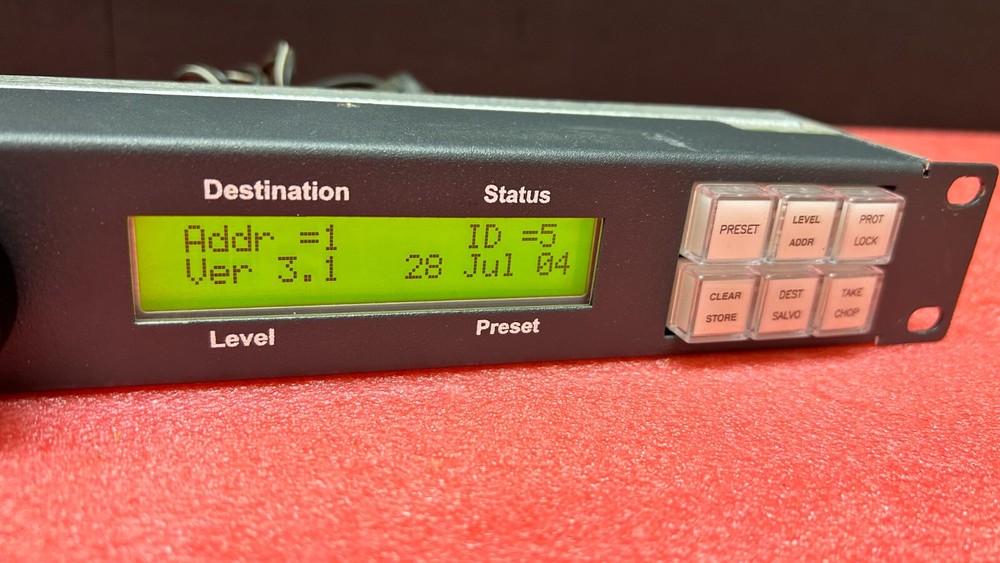 Destination Status
Addr =1 ID =5
Ver 3.1 28 Jul 04
Level Preset
PRESET
LEVEL
ADDR
PROT
LOCK
CLEAR
STORE
DEST
SALVO
TAKE
CHOP